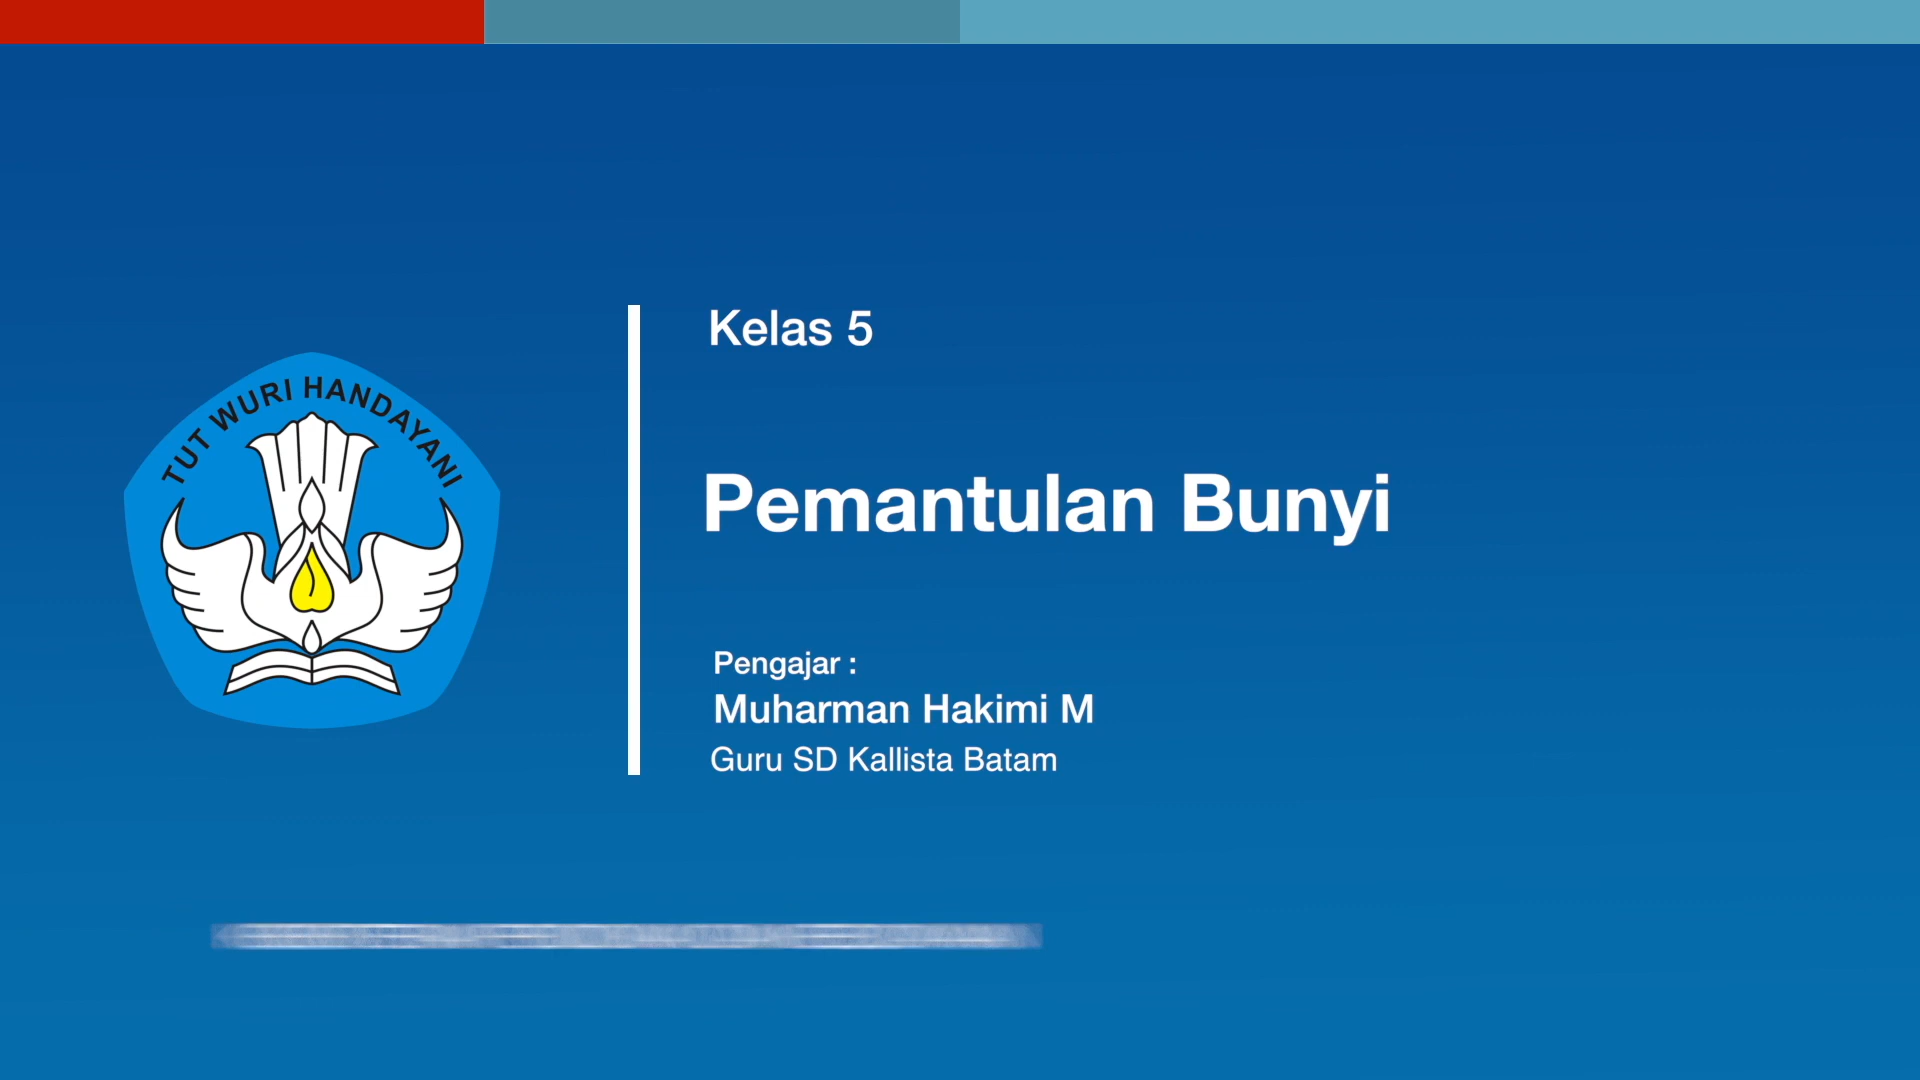 TUT WURI HANDAYANI
Kelas 5
Pemantulan Bunyi
Pengajar :
Muharman Hakimi M
Guru SD Kallista Batam